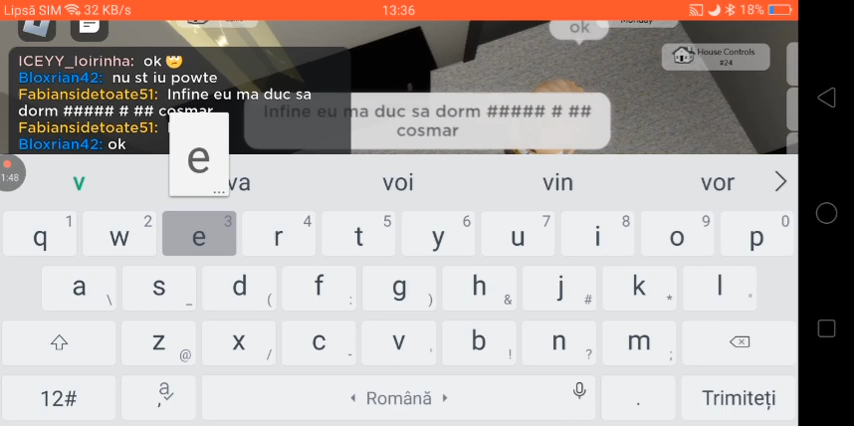 Lipsă SIM 32 KB/s 13:36 18%
ok
Monday
House Controls
#24
ICEYY_loirinha: ok
Bloxrian42: nu st iu powte
Fabiansidetoate51: Infine eu ma duc sa
dorm ##### # ## cosmar
Fabiansidetoate51:
Bloxrian42: ok
Infine eu ma duc sa dorm ##### # ##
cosmar
1:48
e
...
v va voi vin vor
q 1 w 2 e 3 r 4 t 5 y 6 u 7 i 8 o 9 p 0
a \ s _ d ( f : g ) h & j # k * l "
z @ x / c - v ' b ! n ? m ;
12# a , Română . Trimiteți